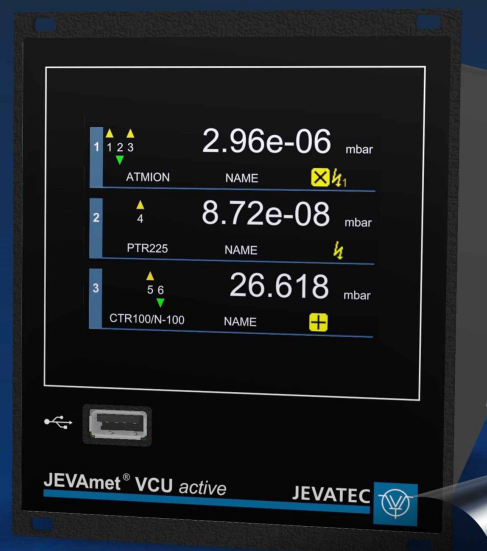 1 1 2 3 2.96e-06 mbar
ATMION NAME 1
2 4 8.72e-08 mbar
PTR225 NAME
3 5 6 26.618 mbar
CTR100/N-100 NAME
JEVAmet® VCU active JEVATEC